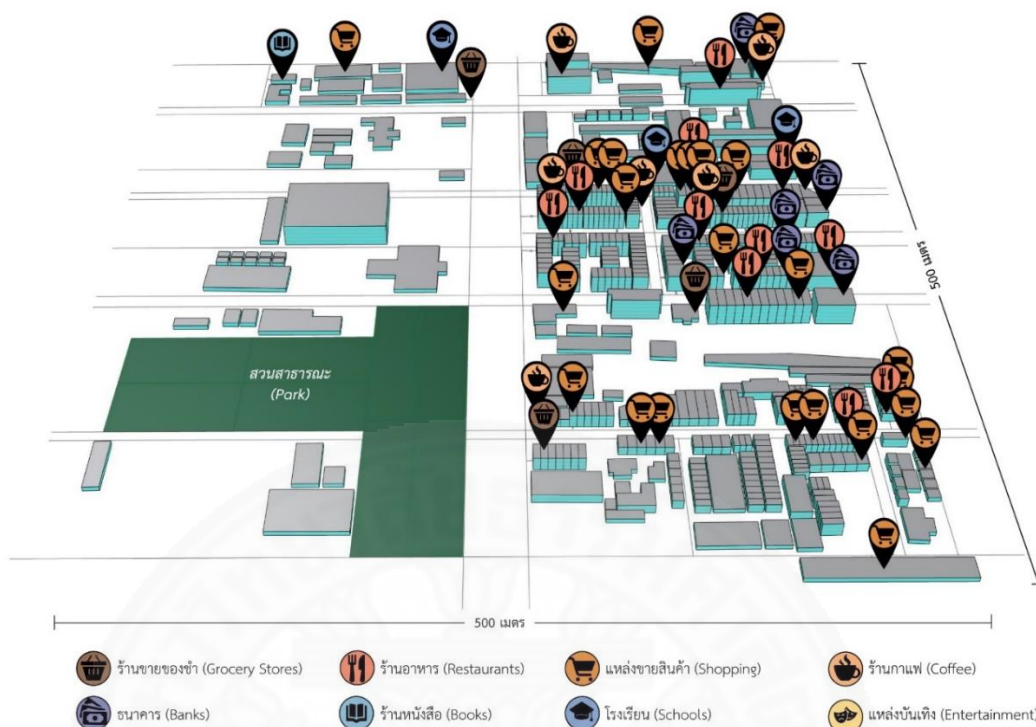 500 เมตร
สวนสาธารณะ
(Park)
500 เมตร
ร้านขายของชำ (Grocery Stores)
ร้านอาหาร (Restaurants)
แหล่งขายสินค้า (Shopping)
ร้านกาแฟ (Coffee)
ธนาคาร (Banks)
ร้านหนังสือ (Books)
โรงเรียน (Schools)
แหล่งบันเทิง (Entertainment)